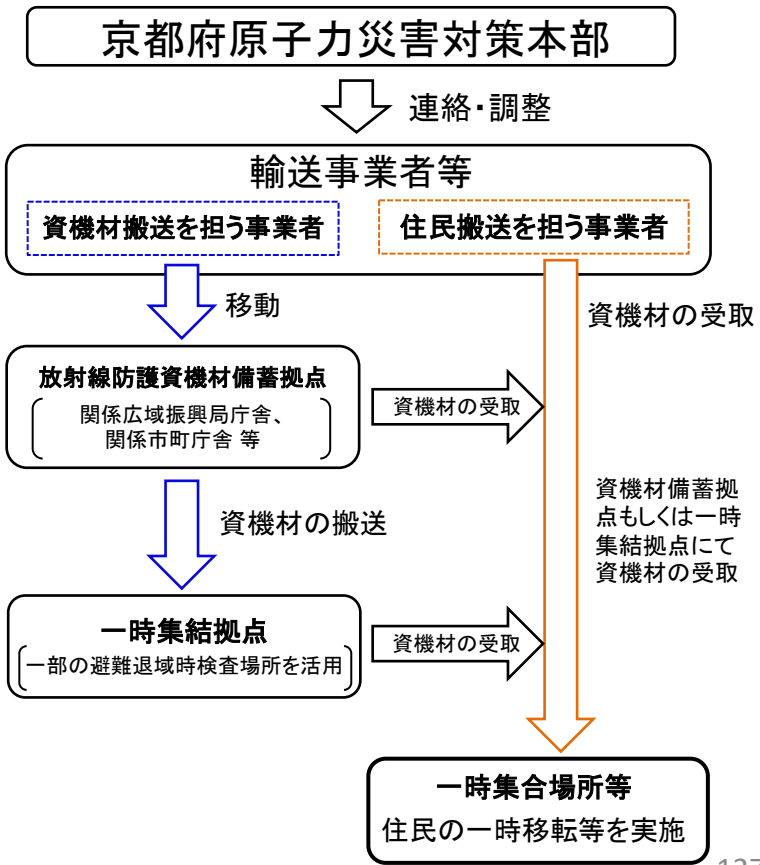 京都府原子力災害対策本部
連絡・調整
輸送事業者等
資機材搬送を担う事業者
住民搬送を担う事業者
移動
資機材の受取
放射線防護資機材備蓄拠点
関係広域振興局庁舎、
関係市町庁舎 等
資機材の受取
資機材の搬送
資機材備蓄拠
点もしくは一時
集結拠点にて
資機材の受取
一時集結拠点
一部の避難退域時検査場所を活用
資機材の受取
一時集合場所等
住民の一時移転等を実施